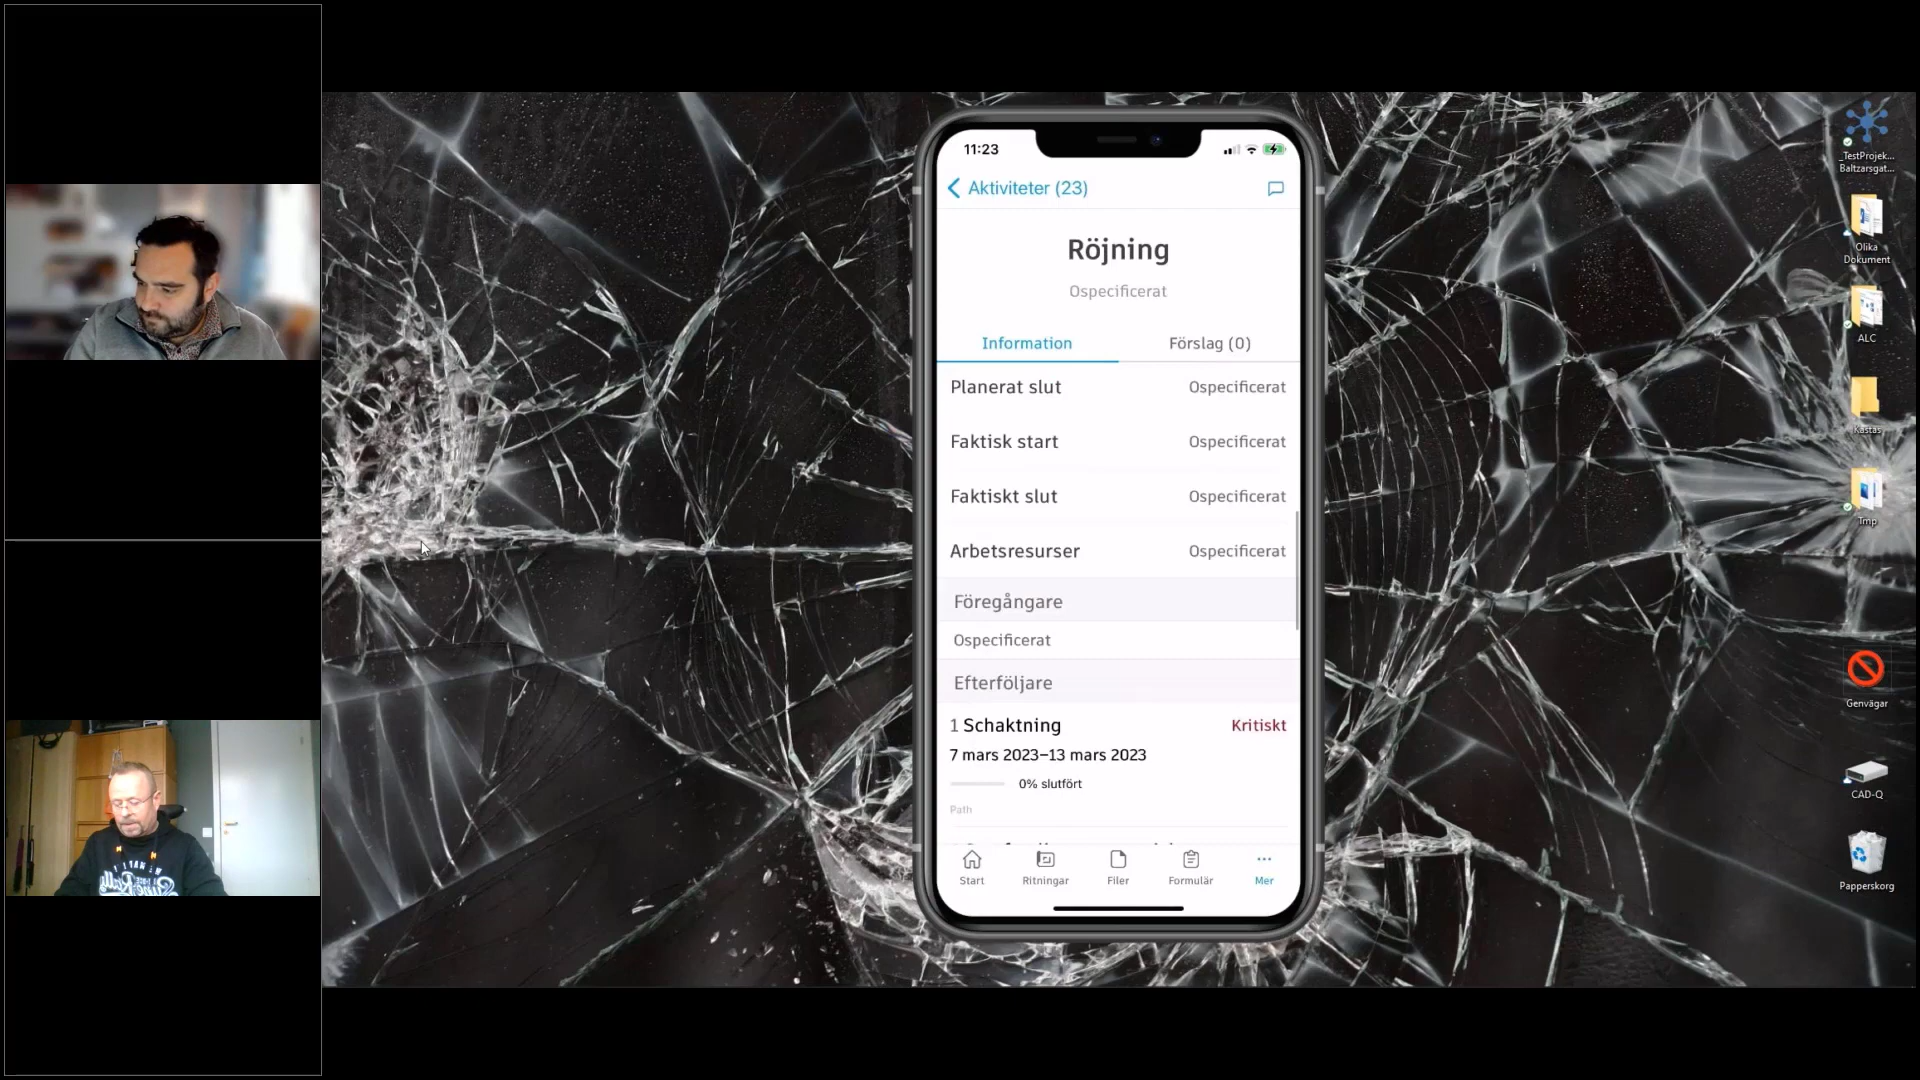 11:23
Aktiviteter (23)
Röjning
Ospecificerat
Information
Förslag (0)
Planerat slut
Ospecificerat
Faktisk start
Ospecificerat
Faktiskt slut
Ospecificerat
Arbetsresurser
Ospecificerat
Föregångare
Ospecificerat
Efterföljare
1 Schaktning
Kritiskt
7 mars 2023–13 mars 2023
0% slutfört
Path
Start
Ritningar
Filer
Formulär
Mer
_TestProjek...
Baltzarsgat...
Olika
Dokument
ALC
Kastas
Tmp
Genvägar
CAD-Q
Papperskorg